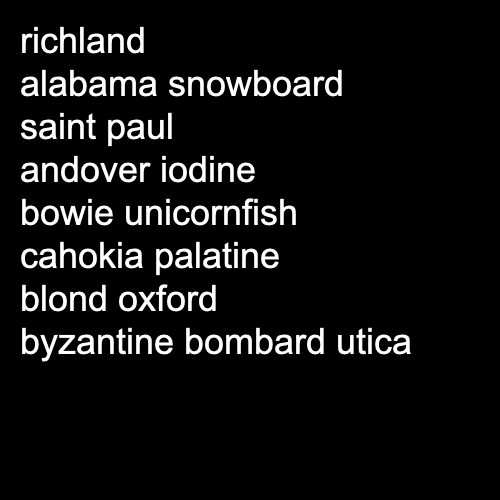 richland
alabama snowboard
saint paul
andover iodine
bowie unicornfish
cahokia palatine
blond oxford
byzantine bombard utica